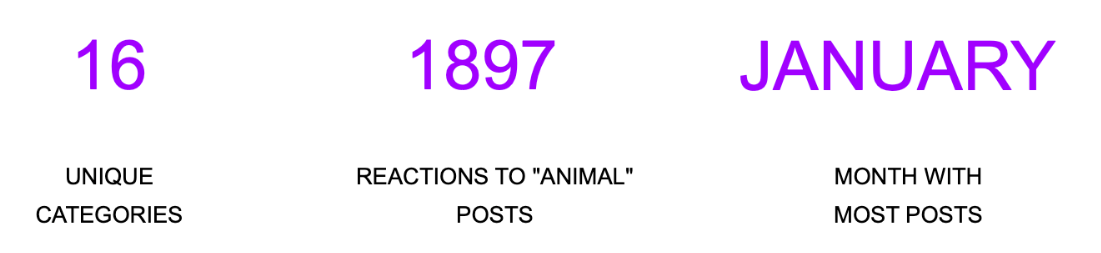 16
UNIQUE
CATEGORIES
1897
REACTIONS TO "ANIMAL"
POSTS
JANUARY
MONTH WITH
MOST POSTS